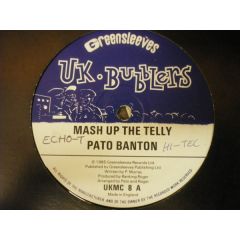 Greensleeves
U.K. BUBBLERS
MASH UP THE TELLY
ECHO-T
PATO BANTON
HI-TEC
℗ 1985 Greensleeves Records Ltd.
Published by Greensleeves Publishing Ltd
Written by P. Murray
Produced by Ranking Roger
Arranged by Pato and Roger
UKMC 8 A
Made in England